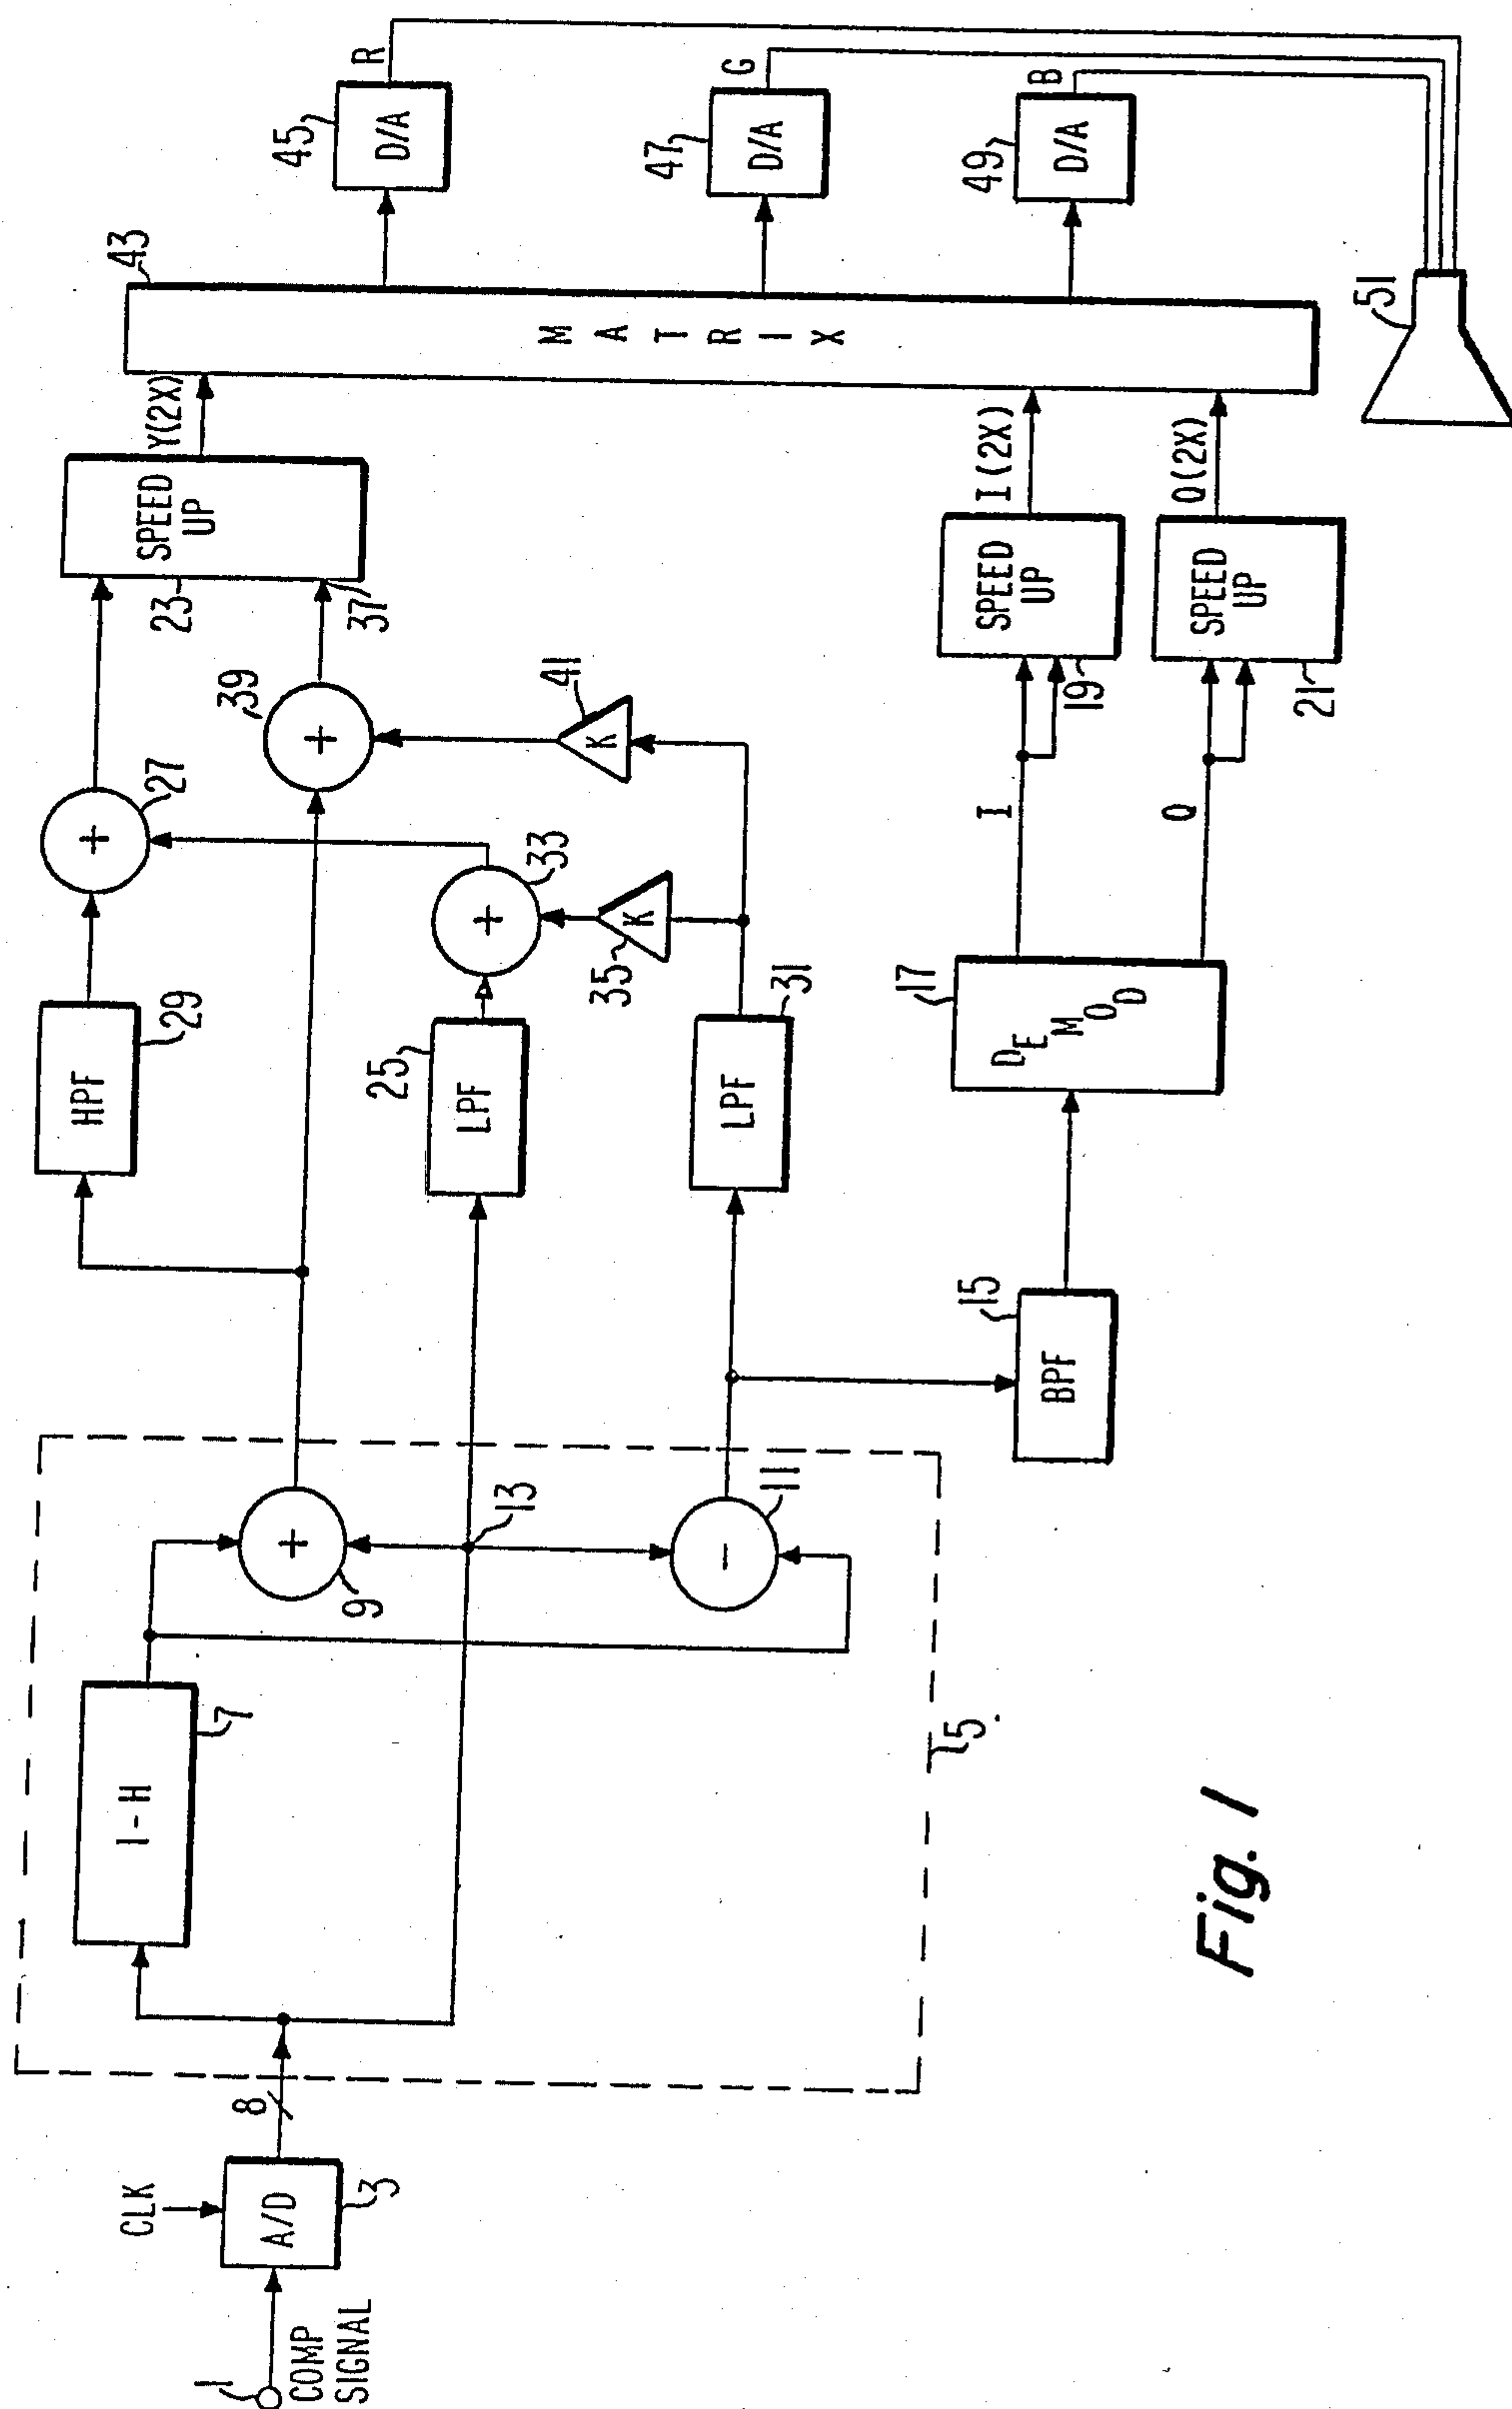 1
COMP
SIGNAL
CLK
A/D
3
8
5
1-H
7
+
9
13
-
11
BPF
15
HPF
29
LPF
25
LPF
31
DEMOD
17
+
27
+
33
K
35
+
39
K
41
I
Q
SPEED
UP
23
37
SPEED
UP
19
SPEED
UP
21
Y(2X)
I(2X)
Q(2X)
MATRIX
43
D/A
45
R
D/A
47
G
D/A
49
B
51
Fig. 1